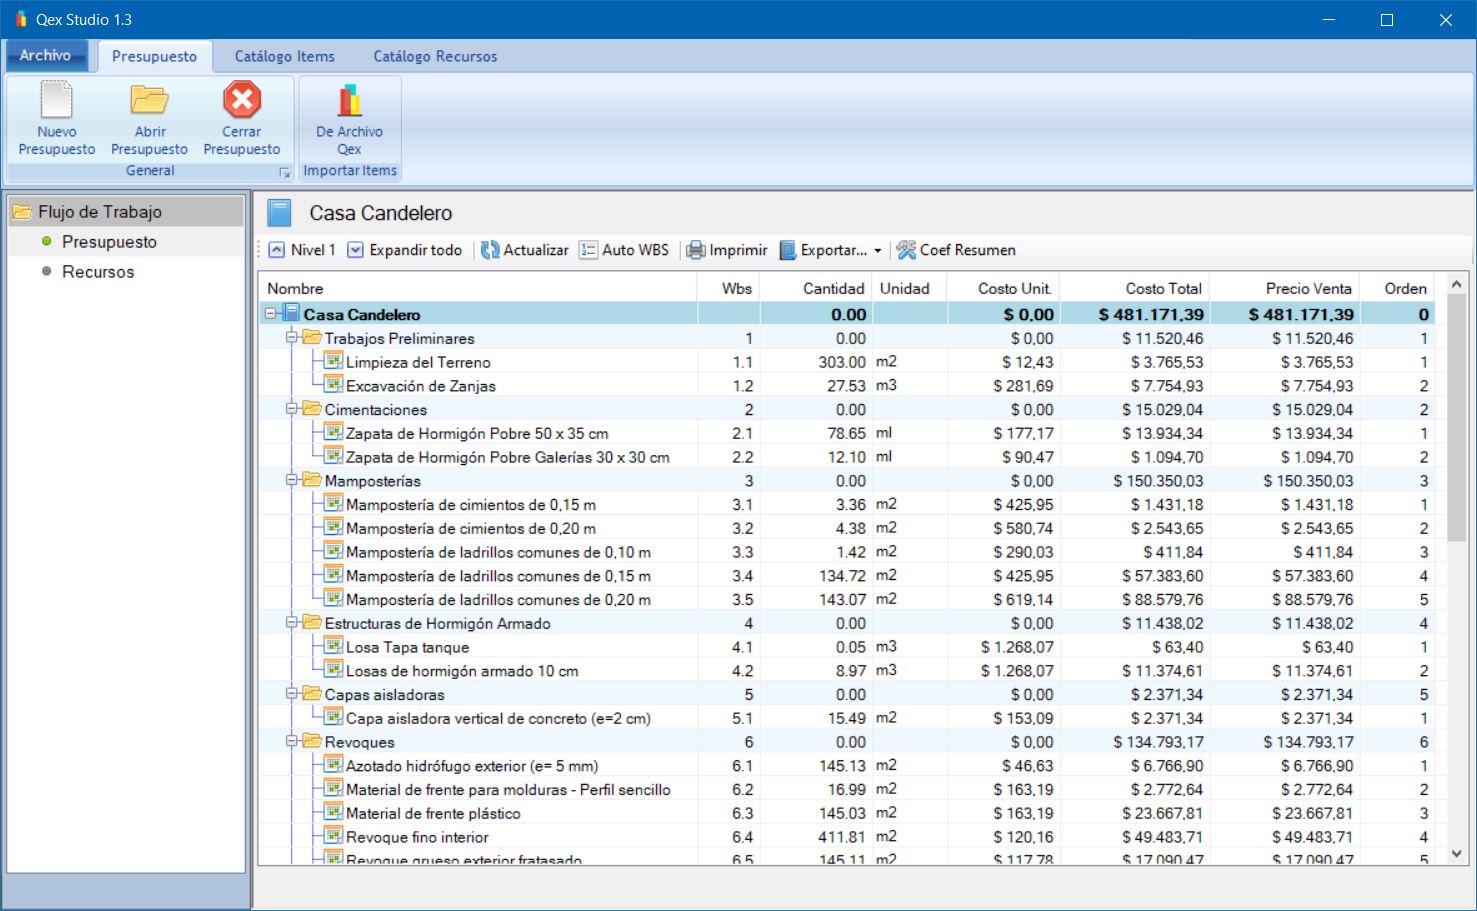 Qex Studio 1.3
Archivo Presupuesto Catálogo Items Catálogo Recursos
Nuevo Presupuesto Abrir Presupuesto Cerrar Presupuesto De Archivo Qex
General Importar Items
Flujo de Trabajo
Presupuesto
Recursos
Casa Candelero
Nivel 1 Expandir todo Actualizar Auto WBS Imprimir Exportar... Coef Resumen
Nombre Wbs Cantidad Unidad Costo Unit. Costo Total Precio Venta Orden
Casa Candelero 0.00 $ 0,00 $ 481.171,39 $ 481.171,39 0
Trabajos Preliminares 1 0.00 $ 0,00 $ 11.520,46 $ 11.520,46 1
Limpieza del Terreno 1.1 303.00 m2 $ 12,43 $ 3.765,53 $ 3.765,53 1
Excavación de Zanjas 1.2 27.53 m3 $ 281,69 $ 7.754,93 $ 7.754,93 2
Cimentaciones 2 0.00 $ 0,00 $ 15.029,04 $ 15.029,04 2
Zapata de Hormigón Pobre 50 x 35 cm 2.1 78.65 ml $ 177,17 $ 13.934,34 $ 13.934,34 1
Zapata de Hormigón Pobre Galerías 30 x 30 cm 2.2 12.10 ml $ 90,47 $ 1.094,70 $ 1.094,70 2
Mamposterías 3 0.00 $ 0,00 $ 150.350,03 $ 150.350,03 3
Mampostería de cimientos de 0,15 m 3.1 3.36 m2 $ 425,95 $ 1.431,18 $ 1.431,18 1
Mampostería de cimientos de 0,20 m 3.2 4.38 m2 $ 580,74 $ 2.543,65 $ 2.543,65 2
Mampostería de ladrillos comunes de 0,10 m 3.3 1.42 m2 $ 290,03 $ 411,84 $ 411,84 3
Mampostería de ladrillos comunes de 0,15 m 3.4 134.72 m2 $ 425,95 $ 57.383,60 $ 57.383,60 4
Mampostería de ladrillos comunes de 0,20 m 3.5 143.07 m2 $ 619,14 $ 88.579,76 $ 88.579,76 5
Estructuras de Hormigón Armado 4 0.00 $ 0,00 $ 11.438,02 $ 11.438,02 4
Losa Tapa tanque 4.1 0.05 m3 $ 1.268,07 $ 63,40 $ 63,40 1
Losas de hormigón armado 10 cm 4.2 8.97 m3 $ 1.268,07 $ 11.374,61 $ 11.374,61 2
Capas aisladoras 5 0.00 $ 0,00 $ 2.371,34 $ 2.371,34 5
Capa aisladora vertical de concreto (e=2 cm) 5.1 15.49 m2 $ 153,09 $ 2.371,34 $ 2.371,34 1
Revoques 6 0.00 $ 0,00 $ 134.793,17 $ 134.793,17 6
Azotado hidrófugo exterior (e= 5 mm) 6.1 145.13 m2 $ 46,63 $ 6.766,90 $ 6.766,90 1
Material de frente para molduras - Perfil sencillo 6.2 16.99 m2 $ 163,19 $ 2.772,64 $ 2.772,64 2
Material de frente plástico 6.3 145.03 m2 $ 163,19 $ 23.667,81 $ 23.667,81 3
Revoque fino interior 6.4 411.81 m2 $ 120,16 $ 49.483,71 $ 49.483,71 4
Revoque grueso exterior fratasado 6.5 145.11 m2 $ 117,78 $ 17.090,47 $ 17.090,47 5